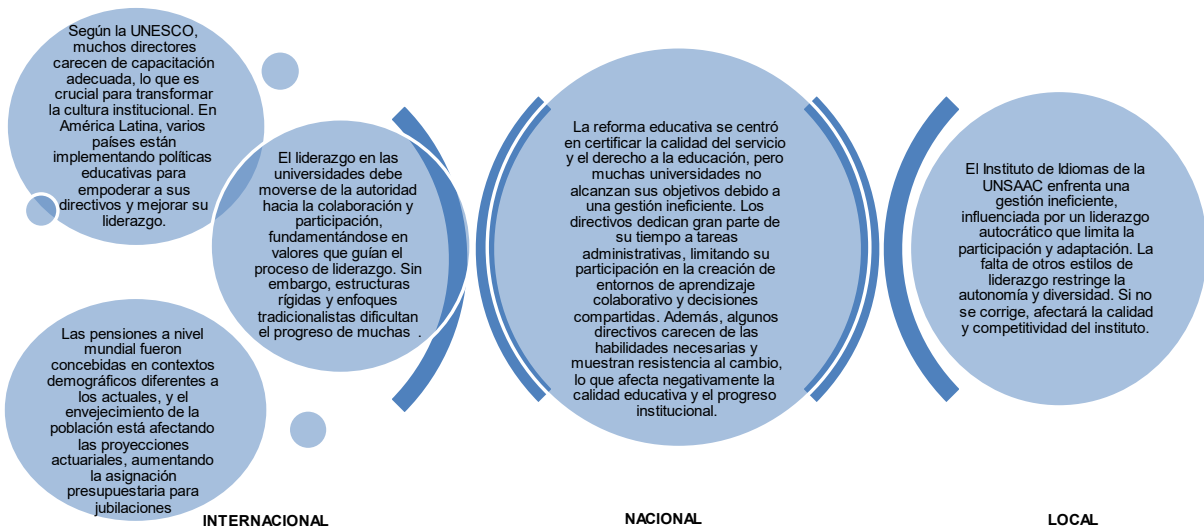 Según la UNESCO,
muchos directores
carecen de capacitación
adecuada, lo que es
crucial para transformar
la cultura institucional. En
América Latina, varios
países están
implementando políticas
educativas para
empoderar a sus
directivos y mejorar su
liderazgo.
El liderazgo en las
universidades debe
moverse de la autoridad
hacia la colaboración y
participación,
fundamentándose en
valores que guían el
proceso de liderazgo. Sin
embargo, estructuras
rígidas y enfoques
tradicionalistas dificultan
el progreso de muchas .
Las pensiones a nivel
mundial fueron
concebidas en contextos
demográficos diferentes a
los actuales, y el
envejecimiento de la
población está afectando
las proyecciones
actuariales, aumentando
la asignación
presupuestaria para
jubilaciones
INTERNACIONAL
La reforma educativa se centró
en certificar la calidad del servicio
y el derecho a la educación, pero
muchas universidades no
alcanzan sus objetivos debido a
una gestión ineficiente. Los
directivos dedican gran parte de
su tiempo a tareas
administrativas, limitando su
participación en la creación de
entornos de aprendizaje
colaborativo y decisiones
compartidas. Además, algunos
directivos carecen de las
habilidades necesarias y
muestran resistencia al cambio,
lo que afecta negativamente la
calidad educativa y el progreso
institucional.
NACIONAL
El Instituto de Idiomas de la
UNSAAC enfrenta una
gestión ineficiente,
influenciada por un liderazgo
autocrático que limita la
participación y adaptación. La
falta de otros estilos de
liderazgo restringe la
autonomía y diversidad. Si no
se corrige, afectará la calidad
y competitividad del instituto.
LOCAL